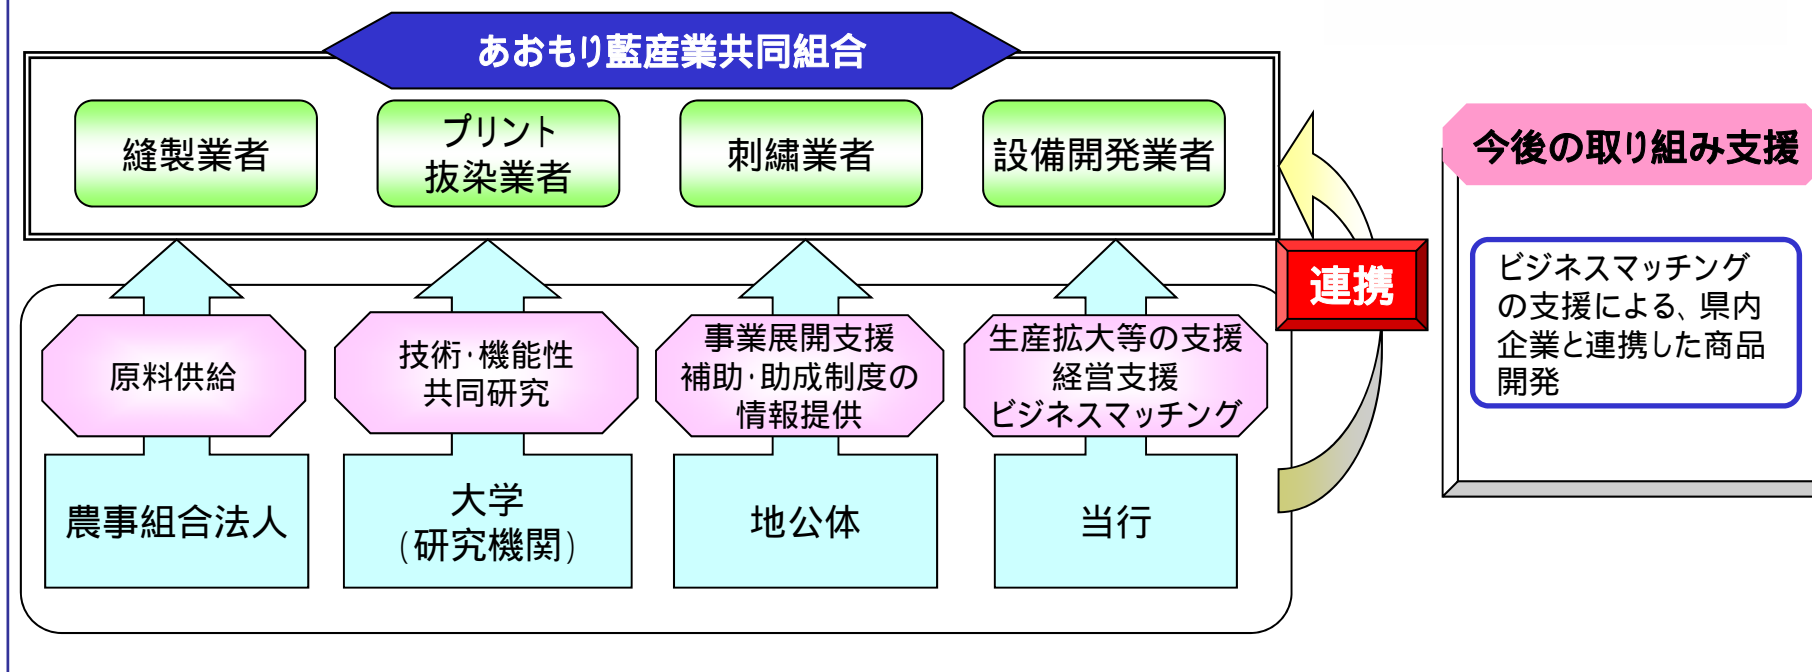 あおもり藍産業共同組合
縫製業者
プリント
抜染業者
刺繍業者
設備開発業者
連携
原料供給
技術・機能性
共同研究
事業展開支援
補助・助成制度の
情報提供
生産拡大等の支援
経営支援
ビジネスマッチング
農事組合法人
大学
(研究機関)
地公体
当行
今後の取り組み支援
ビジネスマッチング
の支援による、県内
企業と連携した商品
開発